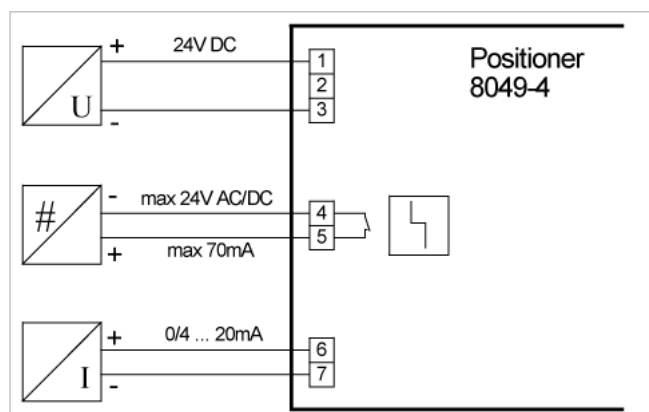 + 24V DC
U
-
1
2
3
Positioner
8049-4
#
- max 24V AC/DC
+ max 70mA
4
5
+ 0/4 ... 20mA
I
-
6
7